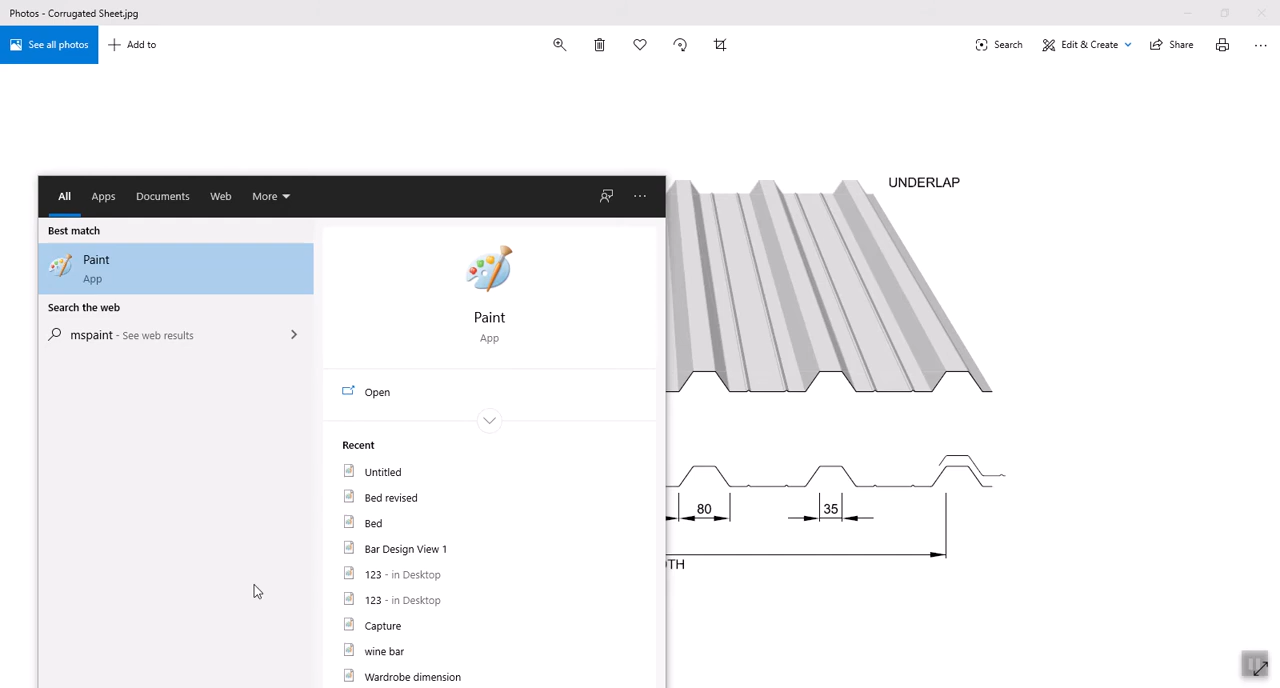 Photos - Corrugated Sheet.jpg
See all photos
Add to
Search
Edit & Create
Share
All
Apps
Documents
Web
More
Best match
Paint
App
Search the web
mspaint - See web results
Paint
App
Open
Recent
Untitled
Bed revised
Bed
Bar Design View 1
123 - in Desktop
123 - in Desktop
Capture
wine bar
Wardrobe dimension
UNDERLAP
80
35
TH